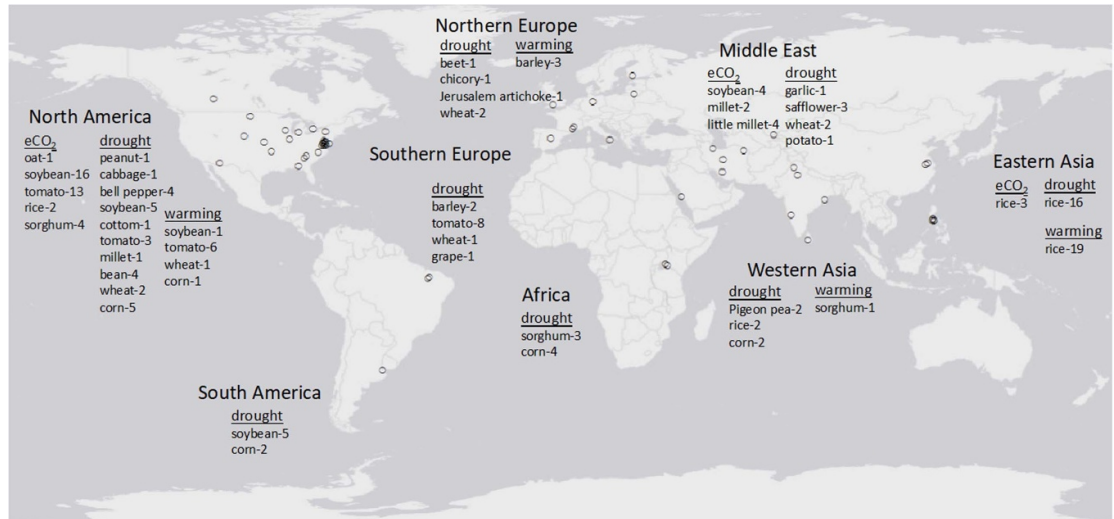 Northern Europe
drought warming
beet-1 barley-3
chicory-1
Jerusalem artichoke-1
wheat-2
Middle East
eCO₂ drought
soybean-4 garlic-1
millet-2 safflower-3
little millet-4 wheat-2
potato-1
North America
eCO₂ drought
oat-1 peanut-1
soybean-16 cabbage-1
tomato-13 bell pepper-4
rice-2 soybean-5
sorghum-4 cottom-1
tomato-3
millet-1
bean-4
wheat-2
corn-5
warming
soybean-1
tomato-6
wheat-1
corn-1
Southern Europe
drought
barley-2
tomato-8
wheat-1
grape-1
Eastern Asia
eCO₂ drought
rice-3 rice-16
warming
rice-19
Western Asia
drought warming
Pigeon pea-2 sorghum-1
rice-2
corn-2
Africa
drought
sorghum-3
corn-4
South America
drought
soybean-5
corn-2